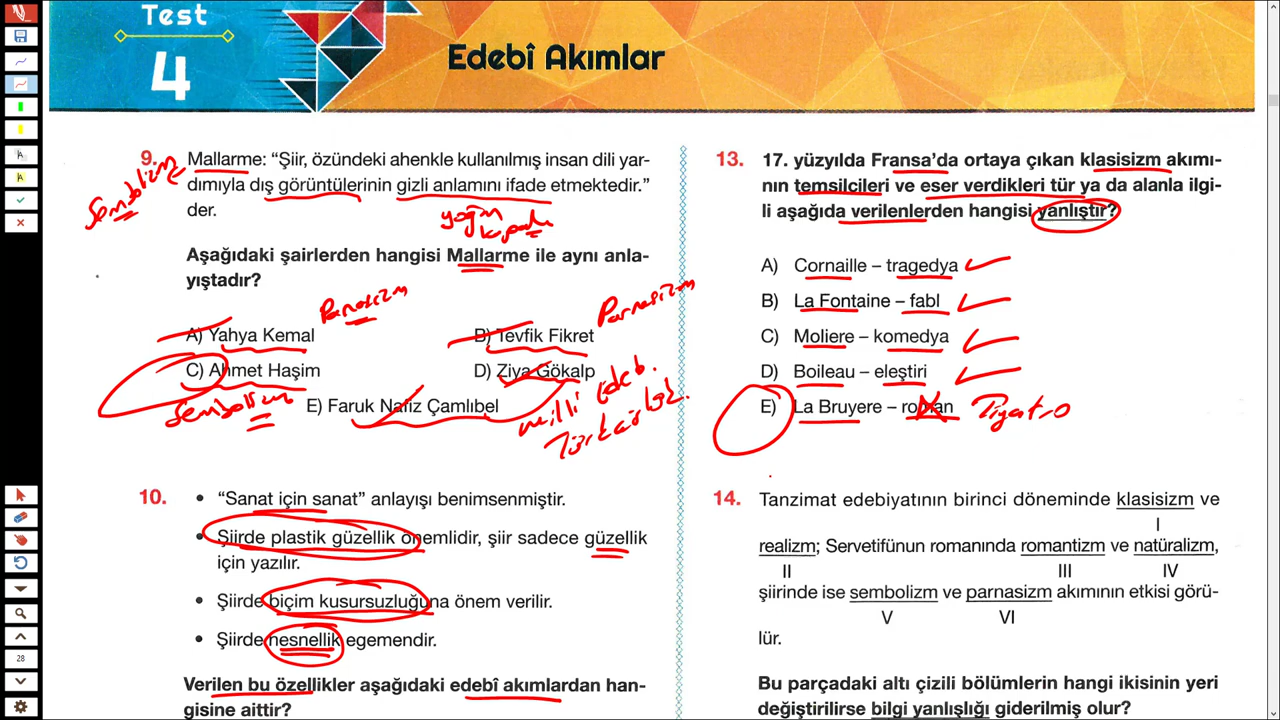 Test
4
Edebî Akımlar
9. Mallarme: “Şiir, özündeki ahenkle kullanılmış insan dili yar-
dımıyla dış görüntülerinin gizli anlamını ifade etmektedir.”
der.
Sembolizm
yoğun
kapalı
Aşağıdaki şairlerden hangisi Mallarme ile aynı anla-
yıştadır?
Parnasizm
Parnasizm
A) Yahya Kemal
B) Tevfik Fikret
C) Ahmet Haşim
D) Ziya Gökalp
Sembolizm
E) Faruk Nafiz Çamlıbel
milli Edeb.
10. • “Sanat için sanat” anlayışı benimsenmiştir.
• Şiirde plastik güzellik önemlidir, şiir sadece güzellik
için yazılır.
• Şiirde biçim kusursuzluğuna önem verilir.
• Şiirde nesnellik egemendir.
Verilen bu özellikler aşağıdaki edebî akımlardan han-
gisine aittir?
13. 17. yüzyılda Fransa’da ortaya çıkan klasisizm akımı-
nın temsilcileri ve eser verdikleri tür ya da alanla ilgi-
li aşağıda verilenlerden hangisi yanlıştır?
A) Cornaille – tragedya
B) La Fontaine – fabl
C) Moliere – komedya
D) Boileau – eleştiri
E) La Bruyere – roman Tiyatro
14. Tanzimat edebiyatının birinci döneminde klasisizm ve
I
realizm; Servetifünun romanında romantizm ve natüralizm,
II III IV
şiirinde ise sembolizm ve parnasizm akımının etkisi görü-
V VI
lür.
Bu parçadaki altı çizili bölümlerin hangi ikisinin yeri
değiştirilirse bilgi yanlışlığı giderilmiş olur?
28